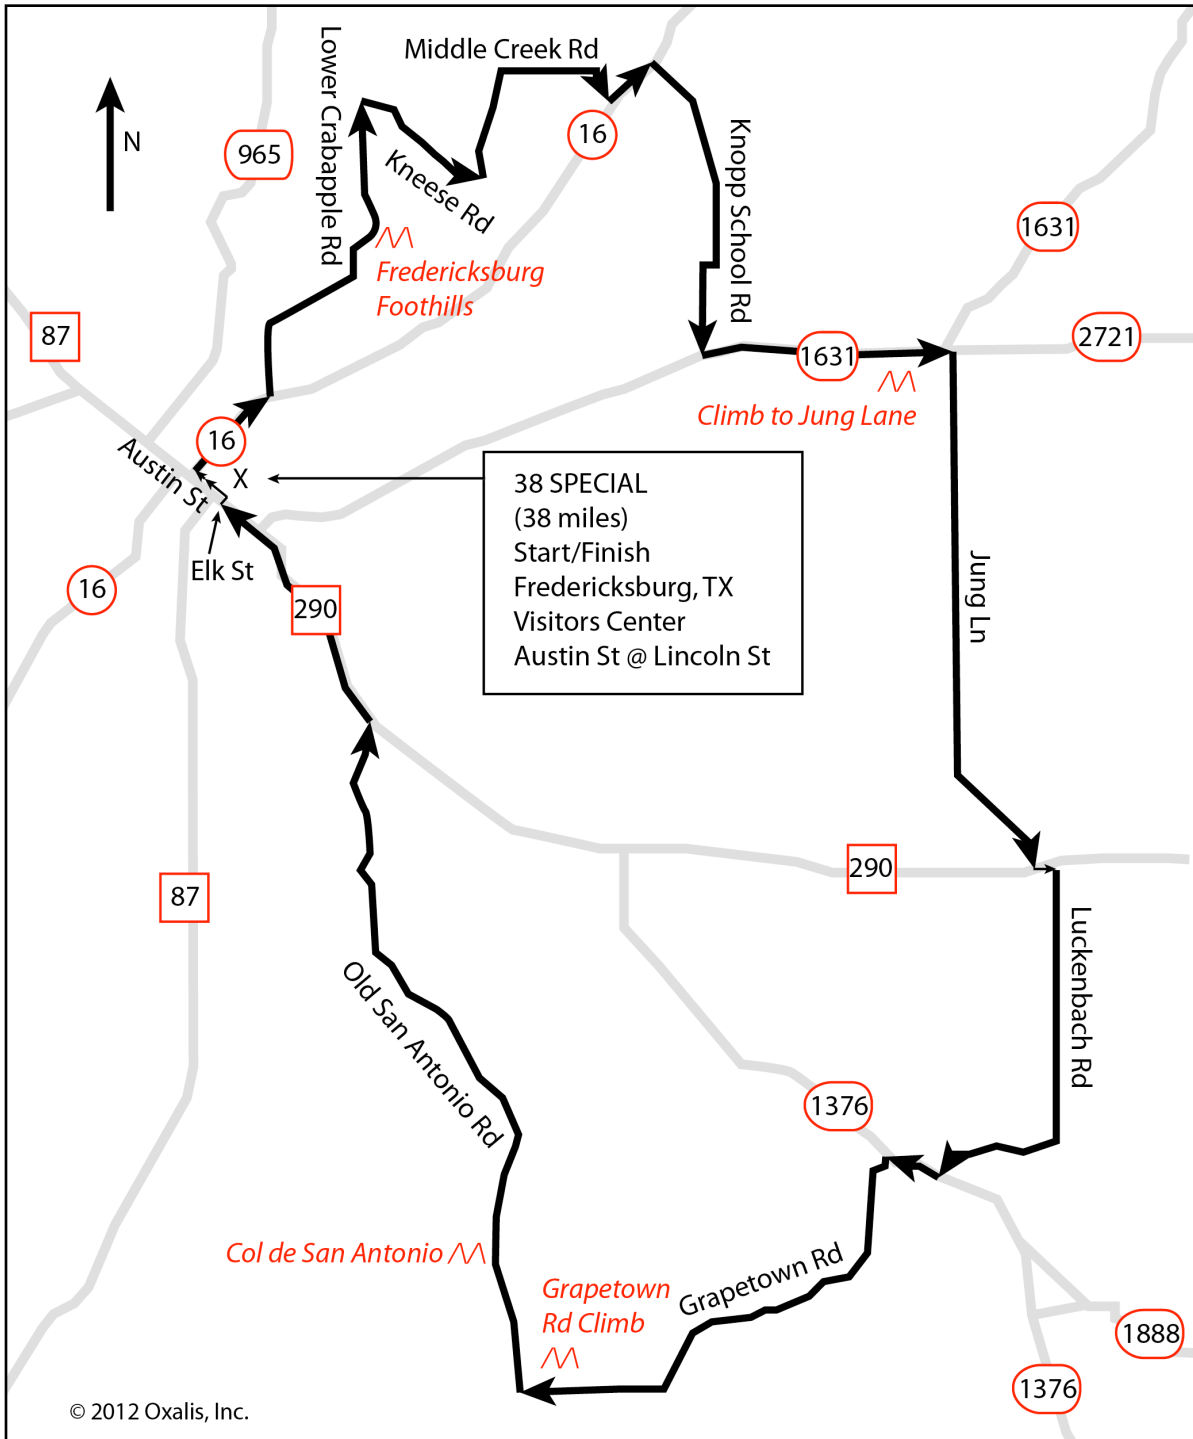 Middle Creek Rd
Lower Crabapple Rd
N
965
16
Kneese Rd
Knopp School Rd
1631
Fredericksburg
Foothills
87
1631
2721
Climb to Jung Lane
16
Austin St
X
38 SPECIAL
(38 miles)
Start/Finish
Fredericksburg, TX
Visitors Center
Austin St @ Lincoln St
Elk St
16
290
Jung Ln
290
87
Luckenbach Rd
Old San Antonio Rd
1376
Col de San Antonio
Grapetown Rd
Grapetown
Rd Climb
1888
1376
© 2012 Oxalis, Inc.